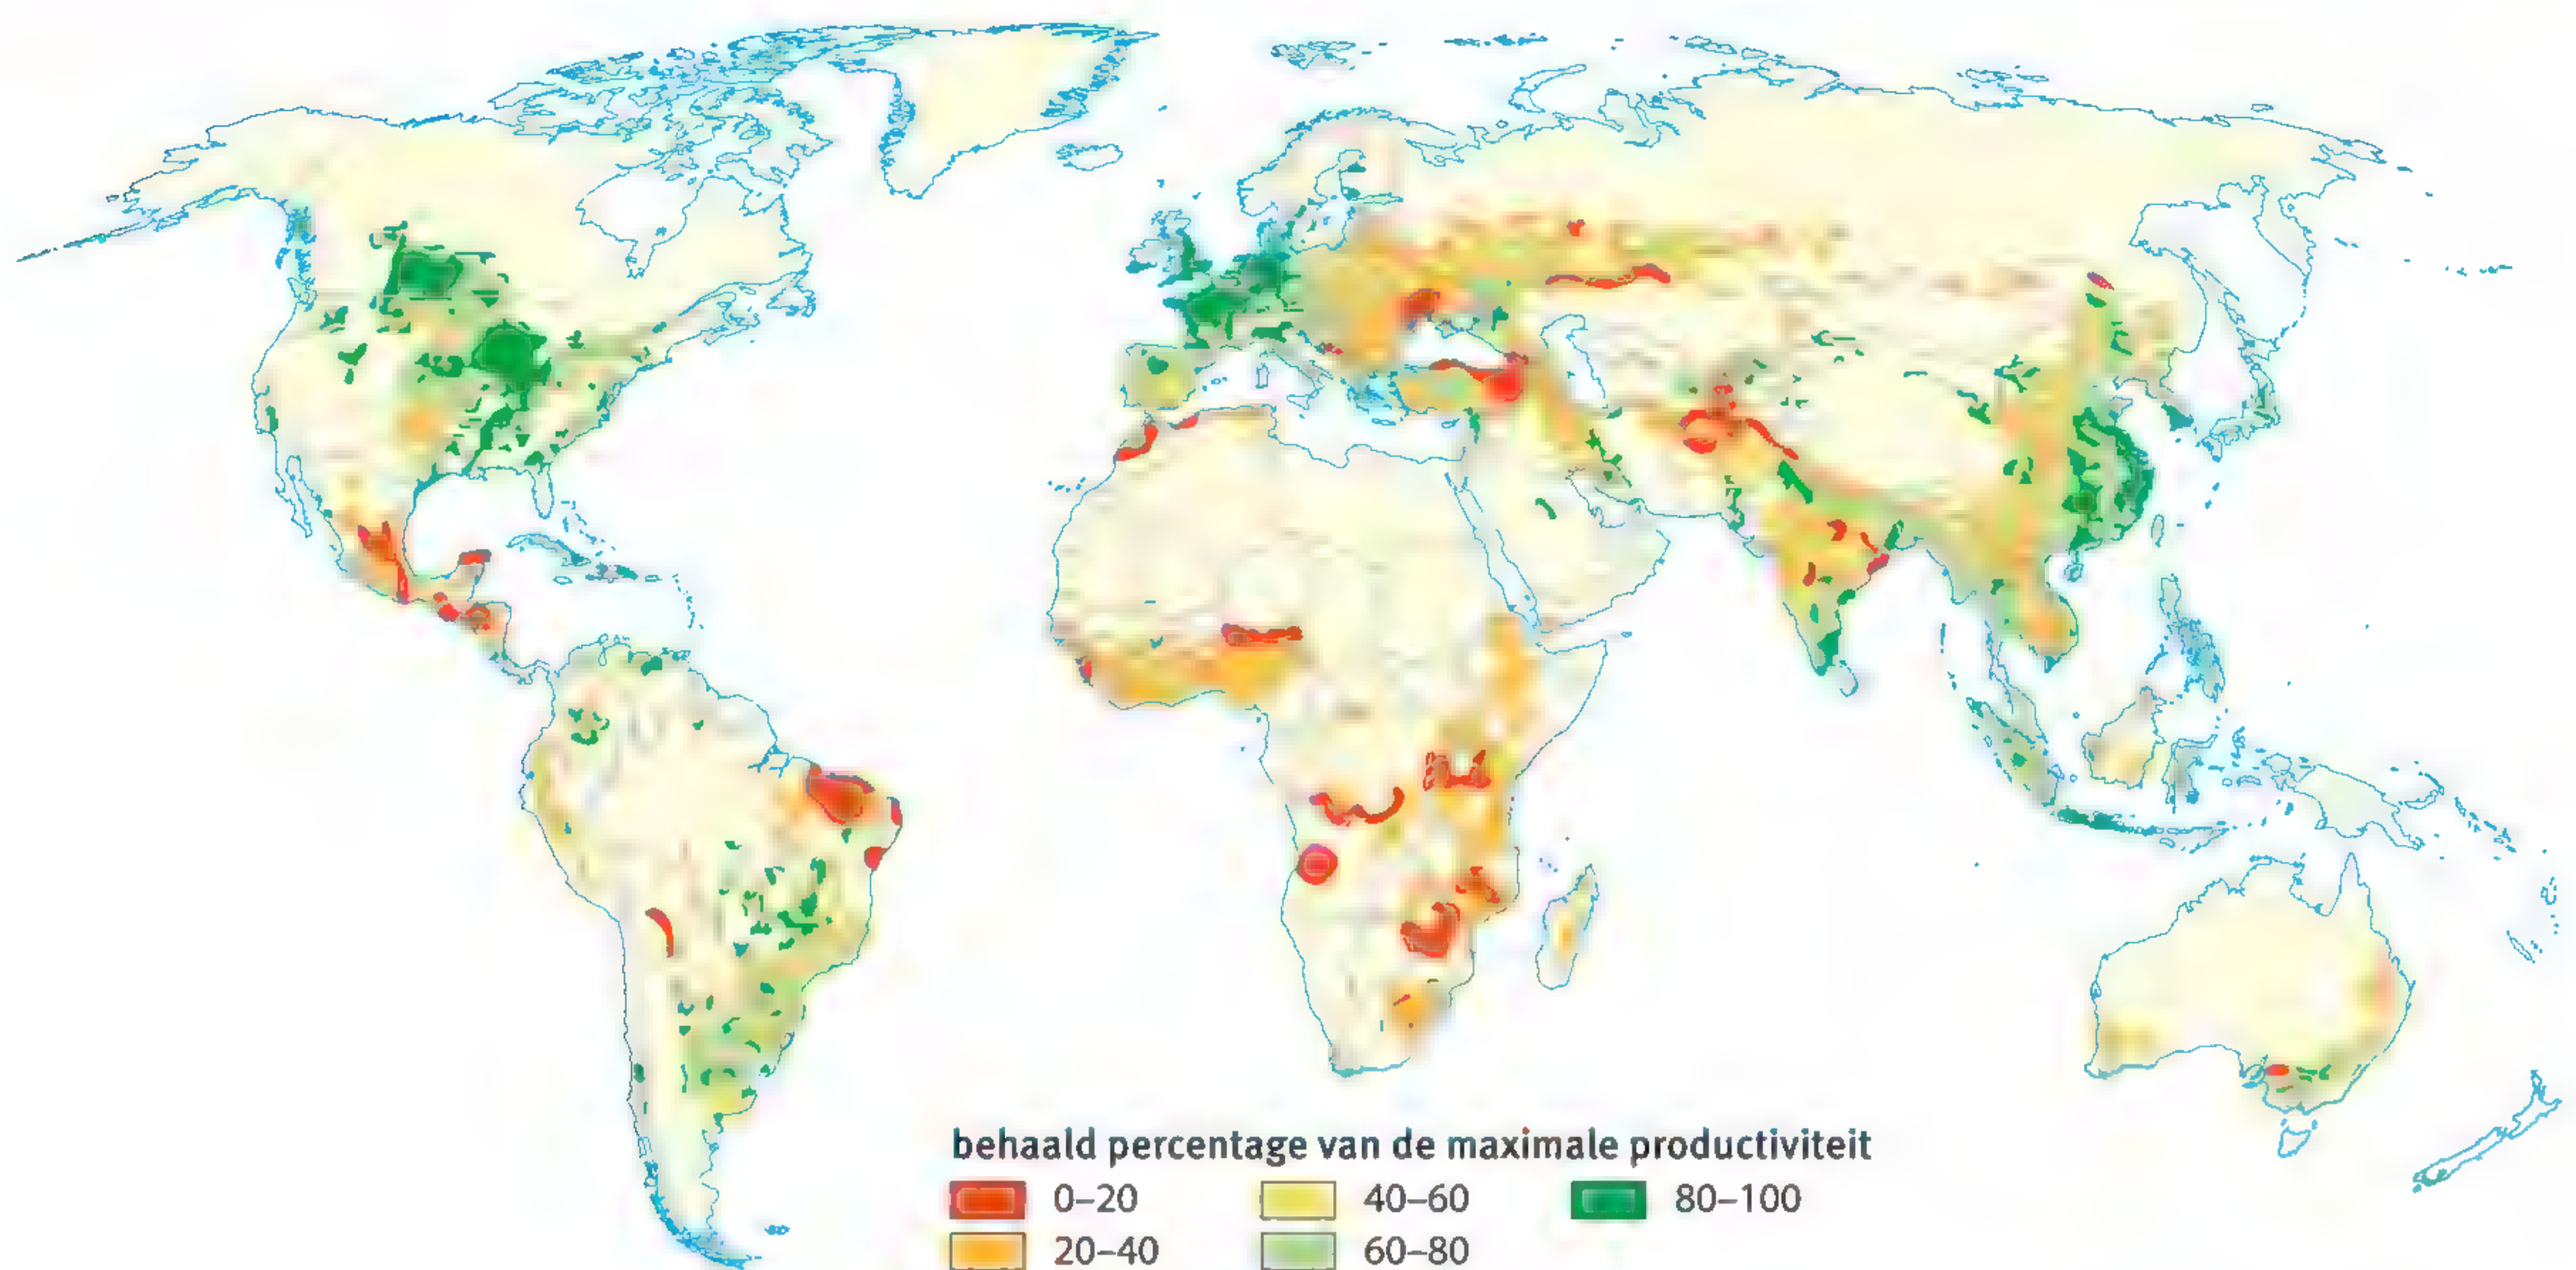 behaald percentage van de maximale productiviteit
0–20 40–60 80–100
20–40 60–80